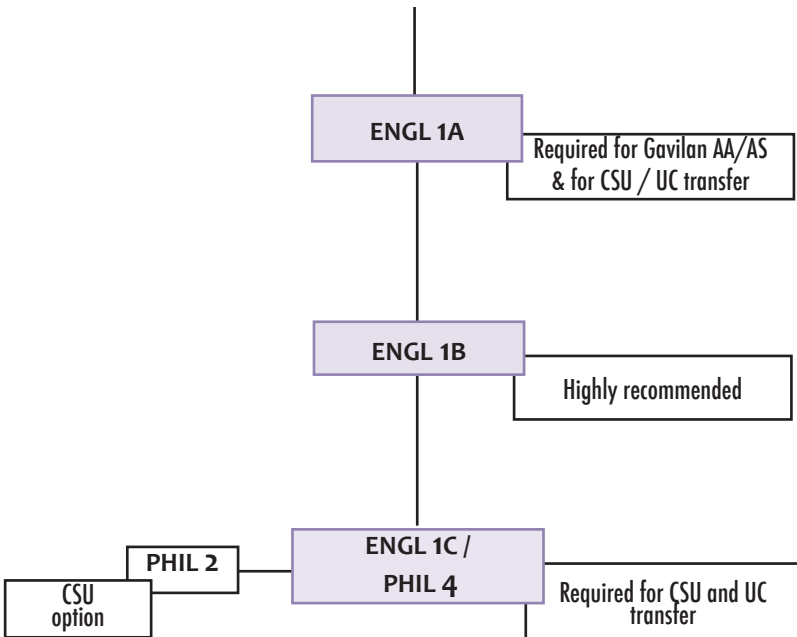 ENGL 1A
Required for Gavilan AA/AS
& for CSU / UC transfer
ENGL 1B
Highly recommended
ENGL 1C /
PHIL 4
PHIL 2
CSU
option
Required for CSU and UC
transfer